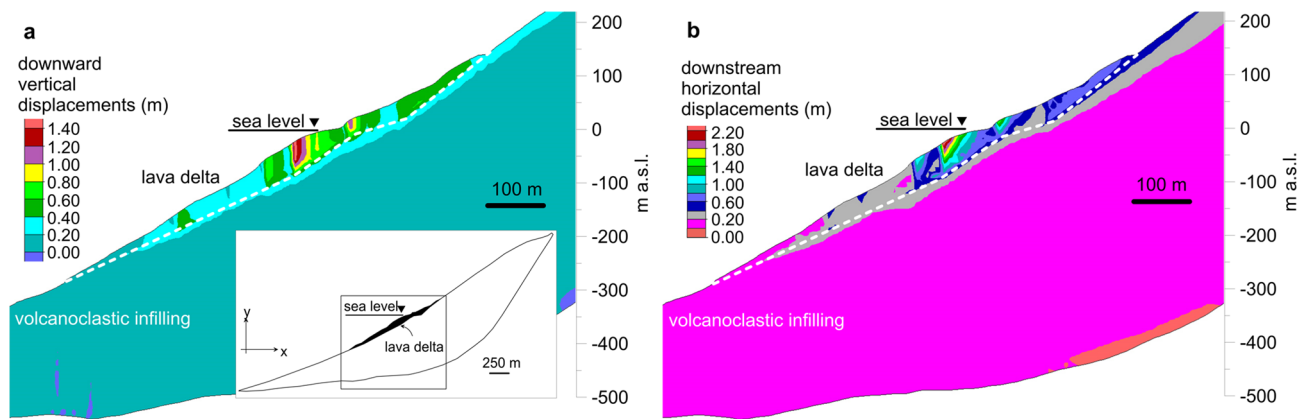 a
downward
vertical
displacements (m)
1.40
1.20
1.00
0.80
0.60
0.40
0.20
0.00
sea level
lava delta
100 m
volcanoclastic infilling
200
100
0
-100
-200
-300
-400
-500
m a.s.l.
y
x
sea level
lava delta
250 m
b
downstream
horizontal
displacements (m)
2.20
1.80
1.40
1.00
0.60
0.20
0.00
sea level
lava delta
100 m
volcanoclastic infilling
200
100
0
-100
-200
-300
-400
-500
m a.s.l.